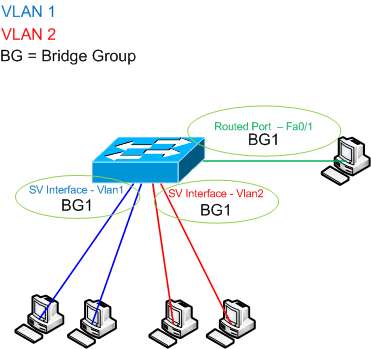 VLAN 1
VLAN 2
BG = Bridge Group
Routed Port – Fa0/1
BG1
SV Interface - Vlan1
BG1
SV Interface - Vlan2
BG1